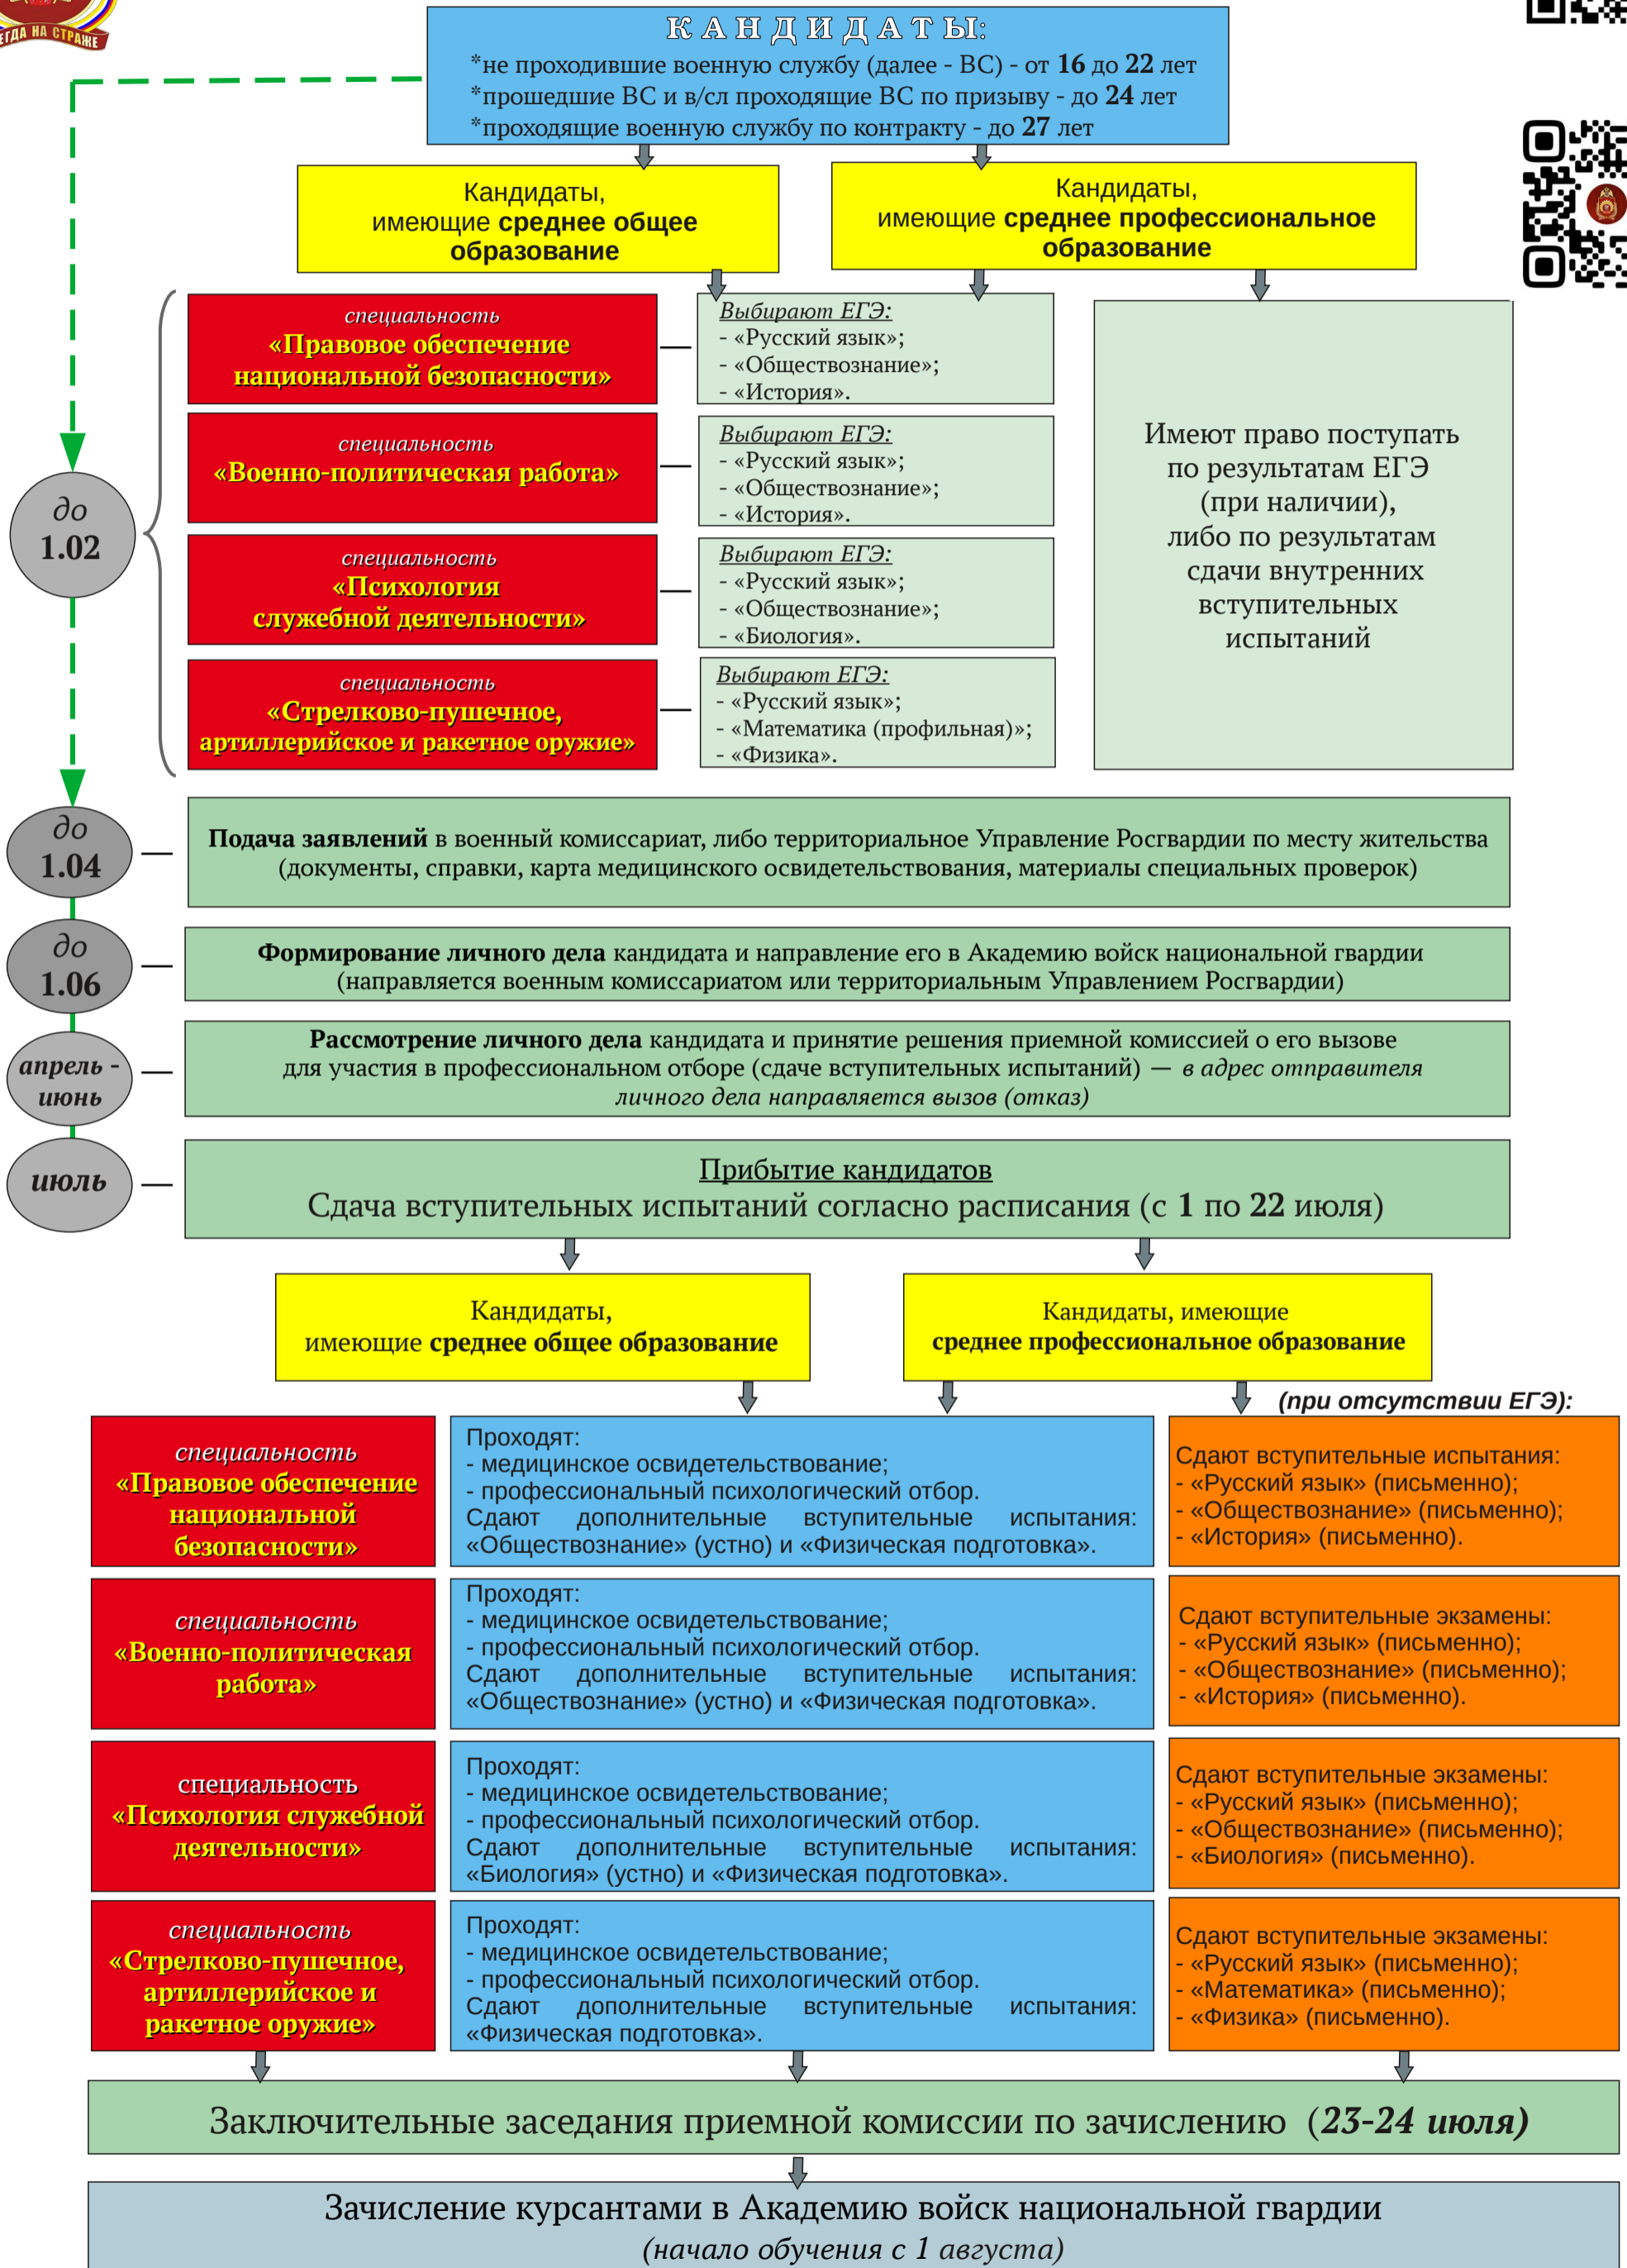 ЕГДА НА СТРАЖЕ
КАНДИДАТЫ:
*не проходившие военную службу (далее - ВС) - от 16 до 22 лет
*прошедшие ВС и в/сл проходящие ВС по призыву - до 24 лет
*проходящие военную службу по контракту - до 27 лет
Кандидаты,
имеющие среднее общее
образование
Кандидаты,
имеющие среднее профессиональное
образование
до
1.02
специальность
«Правовое обеспечение
национальной безопасности»
Выбирают ЕГЭ:
- «Русский язык»;
- «Обществознание»;
- «История».
специальность
«Военно-политическая работа»
Выбирают ЕГЭ:
- «Русский язык»;
- «Обществознание»;
- «История».
специальность
«Психология
служебной деятельности»
Выбирают ЕГЭ:
- «Русский язык»;
- «Обществознание»;
- «Биология».
специальность
«Стрелково-пушечное,
артиллерийское и ракетное оружие»
Выбирают ЕГЭ:
- «Русский язык»;
- «Математика (профильная)»;
- «Физика».
Имеют право поступать
по результатам ЕГЭ
(при наличии),
либо по результатам
сдачи внутренних
вступительных
испытаний
до
1.04
Подача заявлений в военный комиссариат, либо территориальное Управление Росгвардии по месту жительства
(документы, справки, карта медицинского освидетельствования, материалы специальных проверок)
до
1.06
Формирование личного дела кандидата и направление его в Академию войск национальной гвардии
(направляется военным комиссариатом или территориальным Управлением Росгвардии)
апрель -
июнь
Рассмотрение личного дела кандидата и принятие решения приемной комиссией о его вызове
для участия в профессиональном отборе (сдаче вступительных испытаний) — в адрес отправителя
личного дела направляется вызов (отказ)
июль
Прибытие кандидатов
Сдача вступительных испытаний согласно расписания (с 1 по 22 июля)
Кандидаты,
имеющие среднее общее образование
Кандидаты, имеющие
среднее профессиональное образование
(при отсутствии ЕГЭ):
специальность
«Правовое обеспечение
национальной
безопасности»
Проходят:
- медицинское освидетельствование;
- профессиональный психологический отбор.
Сдают дополнительные вступительные испытания:
«Обществознание» (устно) и «Физическая подготовка».
Сдают вступительные испытания:
- «Русский язык» (письменно);
- «Обществознание» (письменно);
- «История» (письменно).
специальность
«Военно-политическая
работа»
Проходят:
- медицинское освидетельствование;
- профессиональный психологический отбор.
Сдают дополнительные вступительные испытания:
«Обществознание» (устно) и «Физическая подготовка».
Сдают вступительные экзамены:
- «Русский язык» (письменно);
- «Обществознание» (письменно);
- «История» (письменно).
специальность
«Психология служебной
деятельности»
Проходят:
- медицинское освидетельствование;
- профессиональный психологический отбор.
Сдают дополнительные вступительные испытания:
«Биология» (устно) и «Физическая подготовка».
Сдают вступительные экзамены:
- «Русский язык» (письменно);
- «Обществознание» (письменно);
- «Биология» (письменно).
специальность
«Стрелково-пушечное,
артиллерийское и
ракетное оружие»
Проходят:
- медицинское освидетельствование;
- профессиональный психологический отбор.
Сдают дополнительные вступительные испытания:
«Физическая подготовка».
Сдают вступительные экзамены:
- «Русский язык» (письменно);
- «Математика» (письменно);
- «Физика» (письменно).
Заключительные заседания приемной комиссии по зачислению (23-24 июля)
Зачисление курсантами в Академию войск национальной гвардии
(начало обучения с 1 августа)